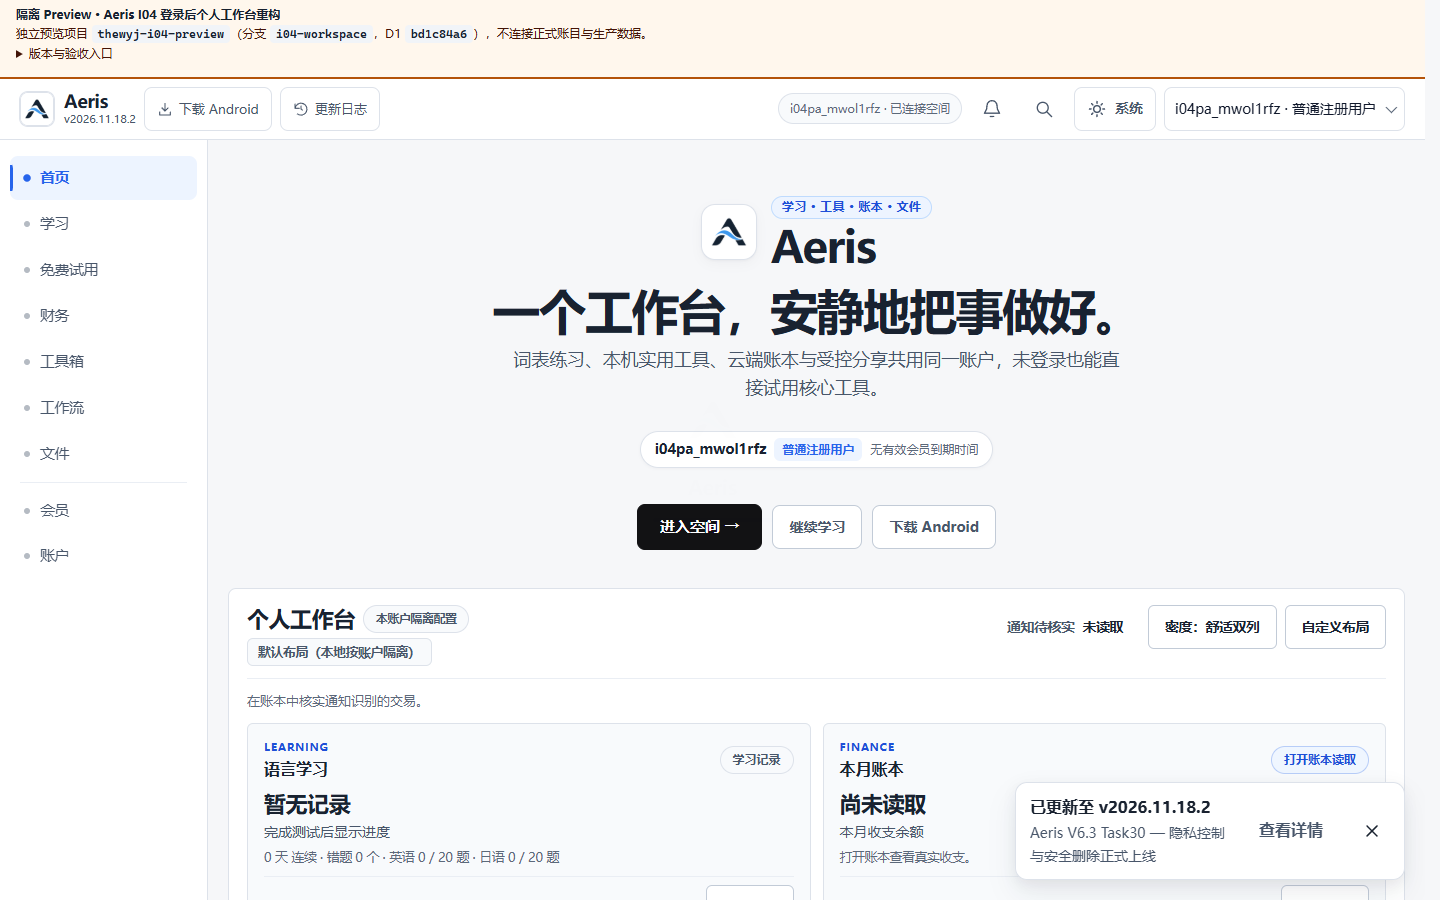 隔离 Preview · Aeris I04 登录后个人工作台重构
独立预览项目 thewyj-i04-preview （分支 i04-workspace ，D1 bd1c84a6 ），不连接正式账目与生产数据。
▶ 版本与验收入口
Aeris
v2026.11.18.2
下载 Android
更新日志
i04pa_mwol1rfz · 已连接空间
系统
i04pa_mwol1rfz · 普通注册用户
首页
学习
免费试用
财务
工具箱
工作流
文件
会员
账户
学习 · 工具 · 账本 · 文件
Aeris
一个工作台，安静地把事做好。
词表练习、本机实用工具、云端账本与受控分享共用同一账户，未登录也能直
接试用核心工具。
i04pa_mwol1rfz 普通注册用户 无有效会员到期时间
进入空间 →
继续学习
下载 Android
个人工作台 本账户隔离配置
默认布局（本地按账户隔离）
通知待核实 未读取
密度：舒适双列
自定义布局
在账本中核实通知识别的交易。
LEARNING
语言学习
学习记录
暂无记录
完成测试后显示进度
0 天 连续 · 错题 0 个 · 英语 0 / 20 题 · 日语 0 / 20 题
FINANCE
本月账本
打开账本读取
尚未读取
本月收支余额
打开账本查看真实收支。
已更新至 v2026.11.18.2
Aeris V6.3 Task30 — 隐私控制
与安全删除正式上线
查看详情